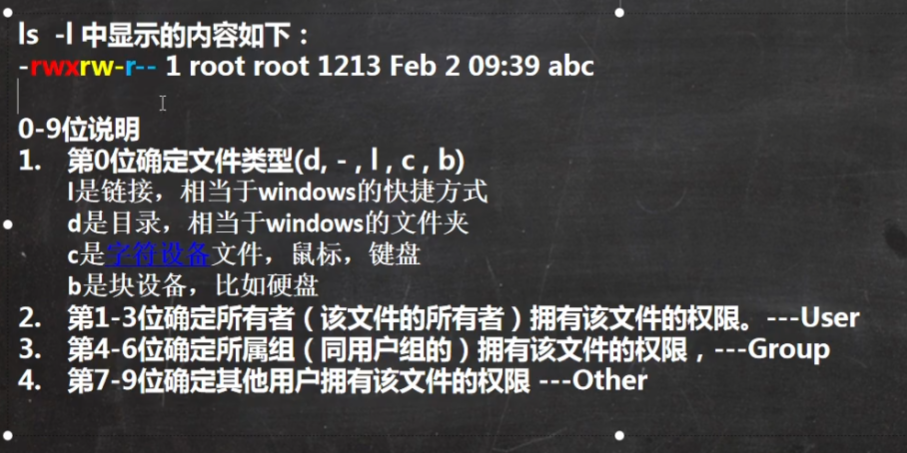 ls -l 中显示的内容如下：
-rwxrw-r-- 1 root root 1213 Feb 2 09:39 abc
0-9位说明
1. 第0位确定文件类型(d, - , l , c , b)
l是链接，相当于windows的快捷方式
d是目录，相当于windows的文件夹
c是字符设备文件，鼠标，键盘
b是块设备，比如硬盘
2. 第1-3位确定所有者（该文件的所有者）拥有该文件的权限。---User
3. 第4-6位确定所属组（同用户组的）拥有该文件的权限，---Group
4. 第7-9位确定其他用户拥有该文件的权限 ---Other